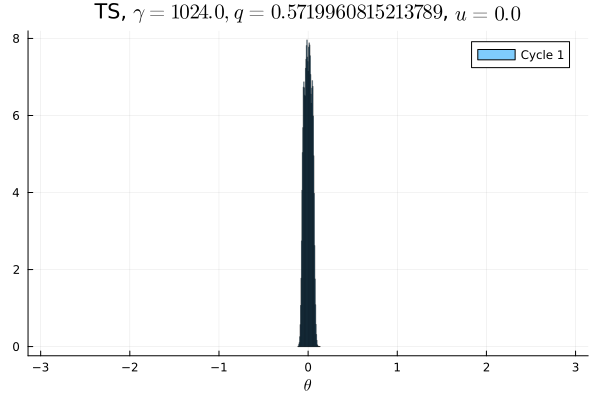 TS, γ = 1024.0, q = 0.5719960815213789, u = 0.0
Cycle 1
8
6
4
2
0
−3 −2 −1 0 1 2 3
θ